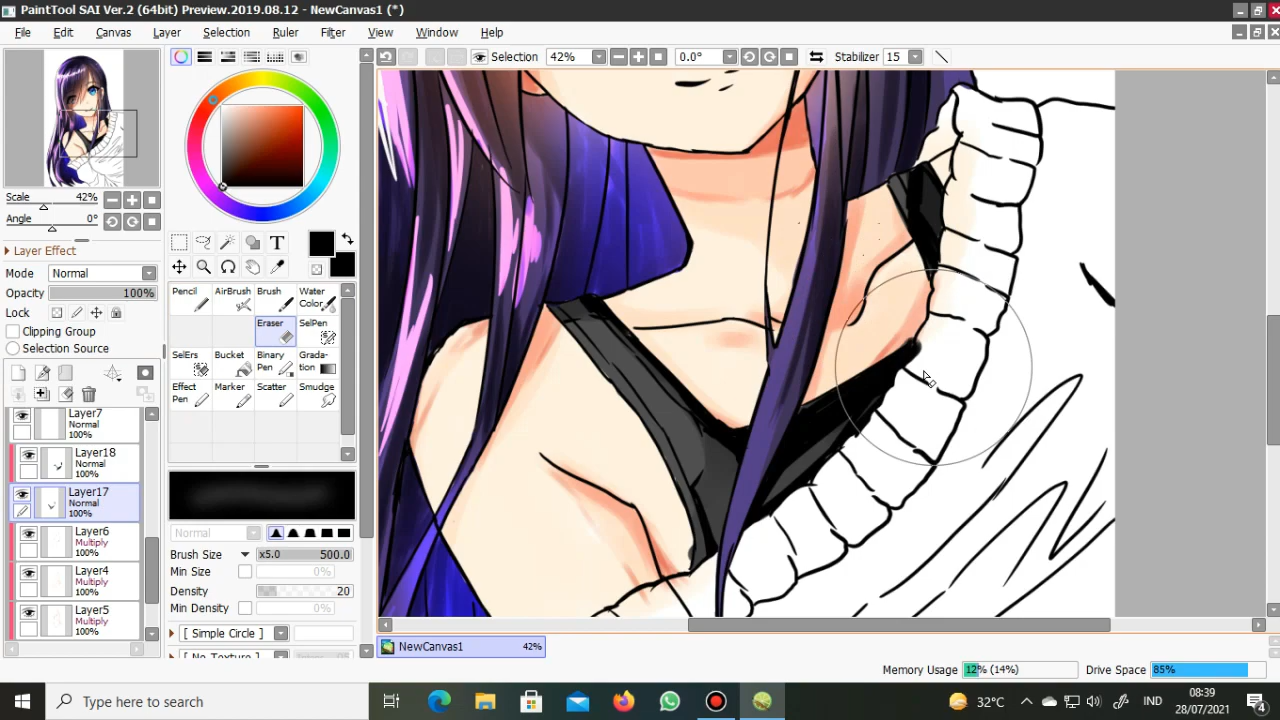 PaintTool SAI Ver.2 (64bit) Preview.2019.08.12 - NewCanvas1 (*)
File Edit Canvas Layer Selection Ruler Filter View Window Help
Selection 42% 0.0° Stabilizer 15
Scale 42%
Angle 0°
Layer Effect
Mode Normal
Opacity 100%
Lock
Clipping Group
Selection Source
Layer7
Normal
100%
Layer18
Normal
100%
Layer17
Normal
100%
Layer6
Multiply
100%
Layer4
Multiply
100%
Layer5
Multiply
100%
T
Pencil AirBrush Brush Water Color
Eraser SelPen
SelErs Bucket Binary Pen Grada-tion
Effect Pen Marker Scatter Smudge
Normal
Brush Size x5.0 500.0
Min Size 0%
Density 20
Min Density 0%
[ Simple Circle ]
NewCanvas1 42%
Memory Usage 12% (14%) Drive Space 85%
Type here to search
32°C IND 08:39
28/07/2021
4